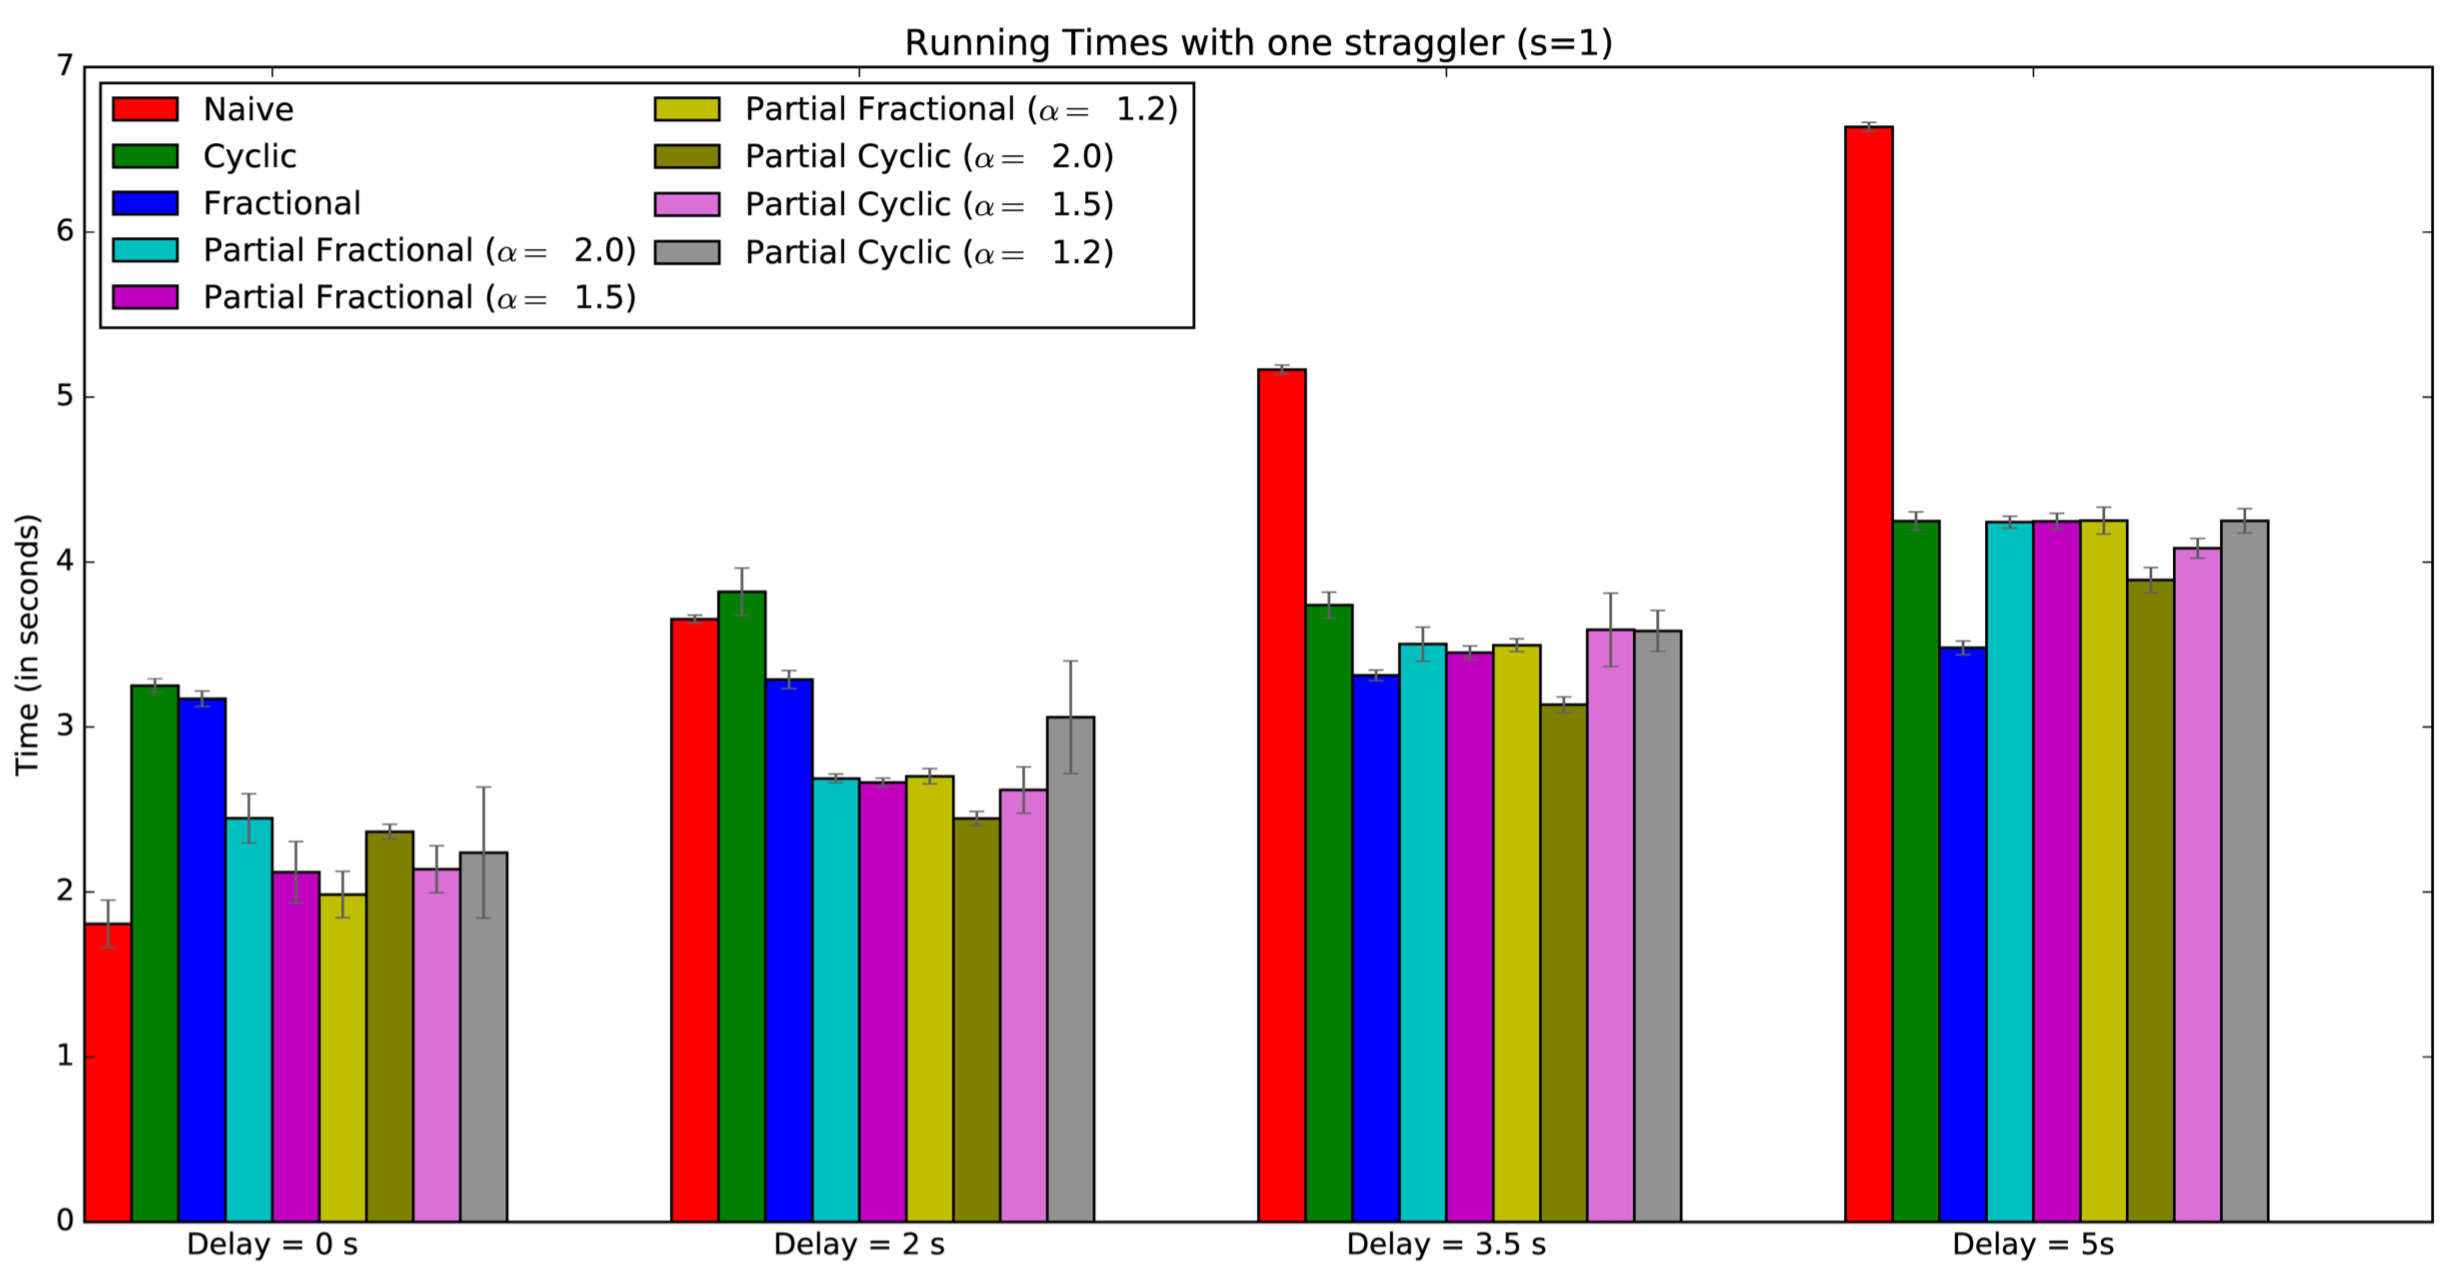 Running Times with one straggler (s=1)
7
6
5
4
3
2
1
0
Time (in seconds)
Naive
Cyclic
Fractional
Partial Fractional (α= 2.0)
Partial Fractional (α= 1.5)
Partial Fractional (α= 1.2)
Partial Cyclic (α= 2.0)
Partial Cyclic (α= 1.5)
Partial Cyclic (α= 1.2)
Delay = 0 s
Delay = 2 s
Delay = 3.5 s
Delay = 5s